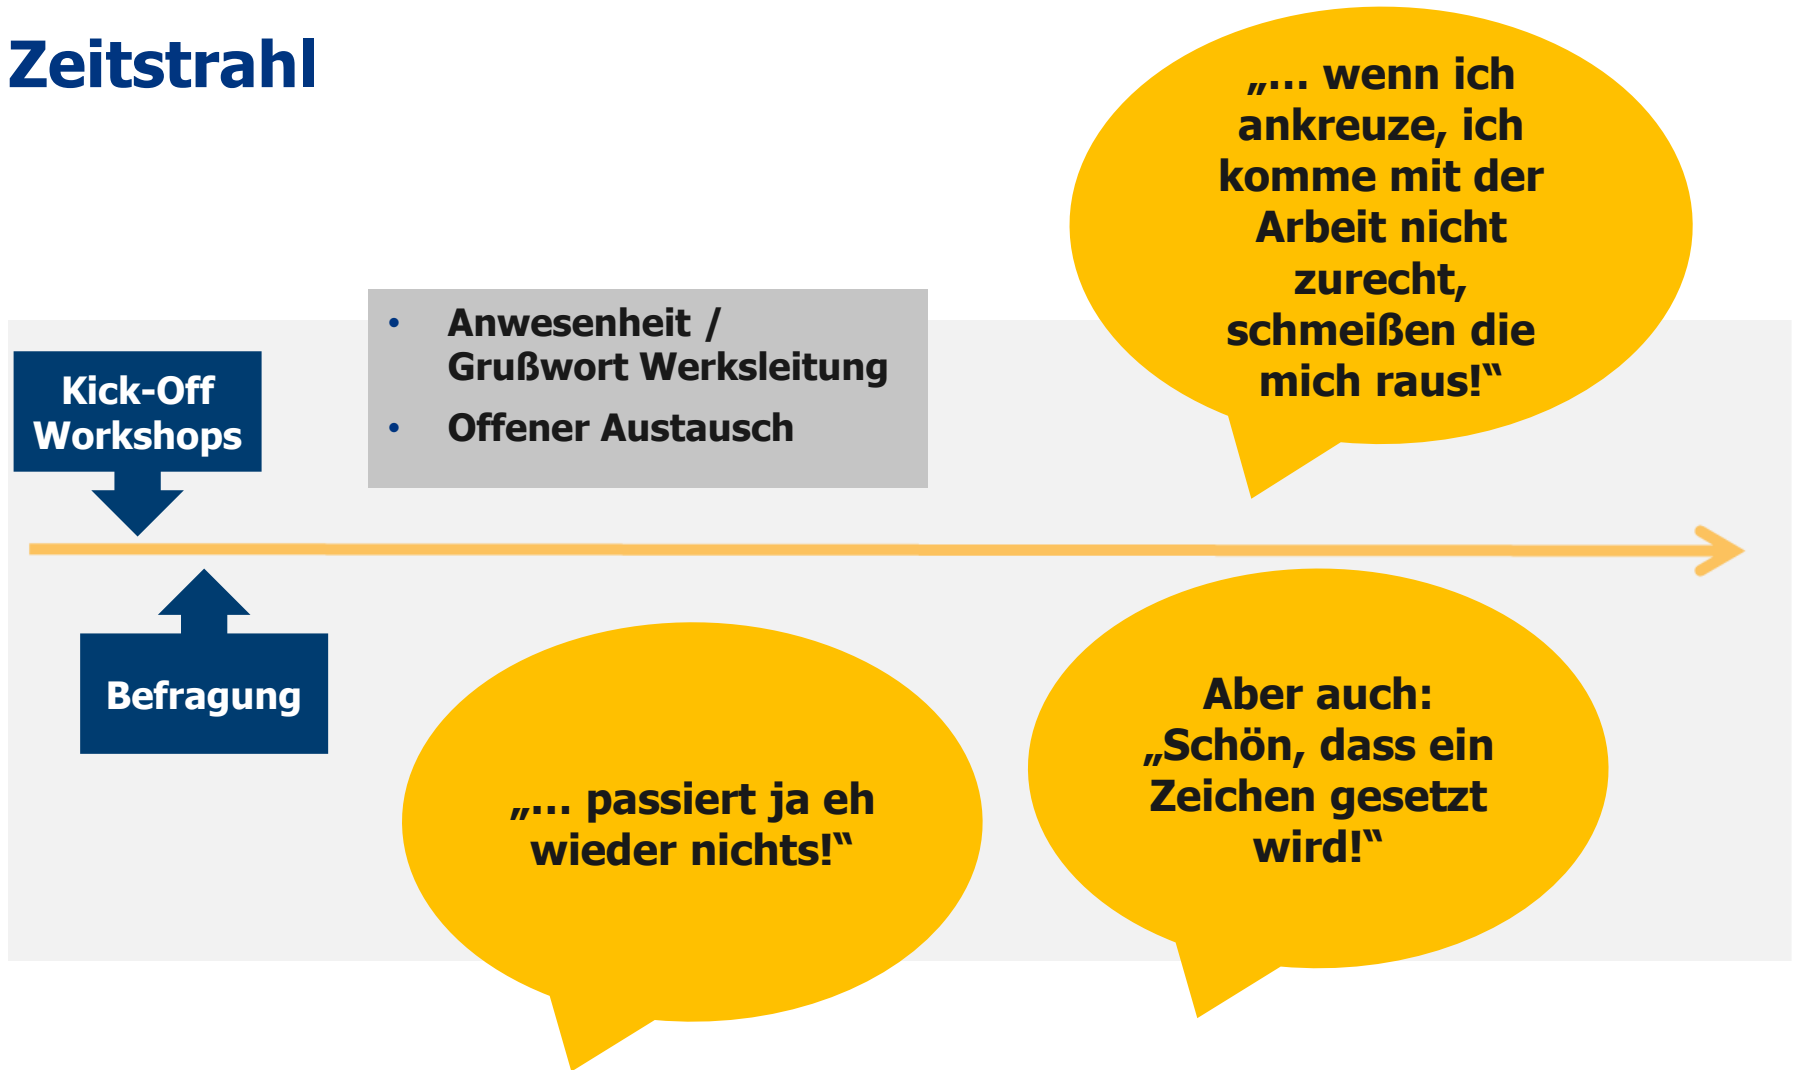 Zeitstrahl
„… wenn ich
ankreuze, ich
komme mit der
Arbeit nicht
zurecht,
schmeißen die
mich raus!“
• Anwesenheit /
Grußwort Werksleitung
• Offener Austausch
Kick-Off
Workshops
Befragung
„… passiert ja eh
wieder nichts!“
Aber auch:
„Schön, dass ein
Zeichen gesetzt
wird!“